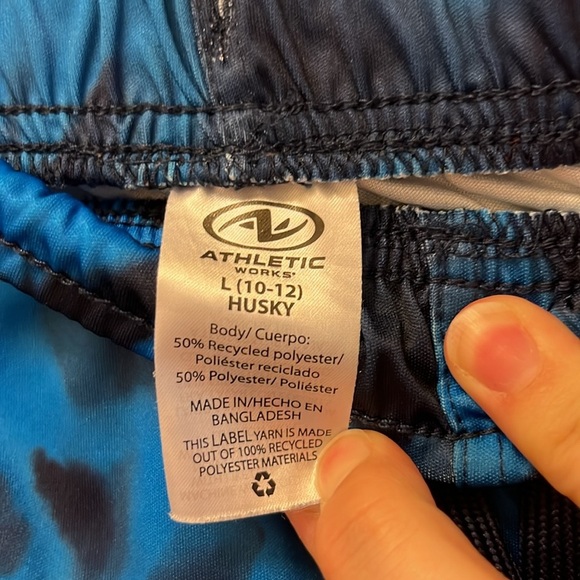 ATHLETIC
WORKS®
L (10-12)
HUSKY
Body/ Cuerpo:
50% Recycled polyester/
Poliéster reciclado
50% Polyester/ Poliéster
MADE IN/HECHO EN
BANGLADESH
THIS LABEL YARN IS MADE
OUT OF 100% RECYCLED
POLYESTER MATERIALS